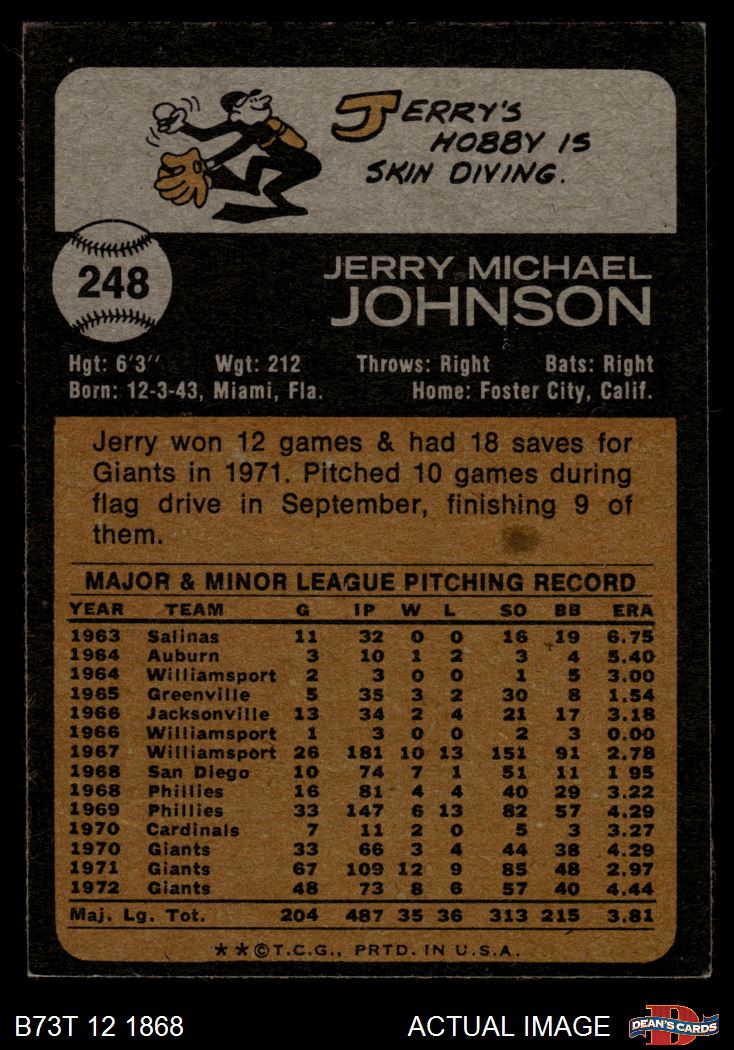 JERRY'S
HOBBY IS
SKIN DIVING.
248
JERRY MICHAEL
JOHNSON
Hgt: 6'3'' Wgt: 212 Throws: Right Bats: Right
Born: 12-3-43, Miami, Fla. Home: Foster City, Calif.
Jerry won 12 games & had 18 saves for
Giants in 1971. Pitched 10 games during
flag drive in September, finishing 9 of
them.
MAJOR & MINOR LEAGUE PITCHING RECORD
YEAR TEAM G IP W L SO BB ERA
1963 Salinas 11 32 0 0 16 19 6.75
1964 Auburn 3 10 1 2 3 4 5.40
1964 Williamsport 2 3 0 0 1 5 3.00
1965 Greenville 5 35 3 2 30 8 1.54
1966 Jacksonville 13 34 2 4 21 17 3.18
1966 Williamsport 1 3 0 0 2 3 0.00
1967 Williamsport 26 181 10 13 151 91 2.78
1968 San Diego 10 74 7 1 51 11 1 95
1968 Phillies 16 81 4 4 40 29 3.22
1969 Phillies 33 147 6 13 82 57 4.29
1970 Cardinals 7 11 2 0 5 3 3.27
1970 Giants 33 66 3 4 44 38 4.29
1971 Giants 67 109 12 9 85 48 2.97
1972 Giants 48 73 8 6 57 40 4.44
Maj. Lg. Tot. 204 487 35 36 313 215 3.81
**©T.C.G., PRTD. IN U.S.A.
B73T 12 1868 ACTUAL IMAGE DEAN'S CARDS